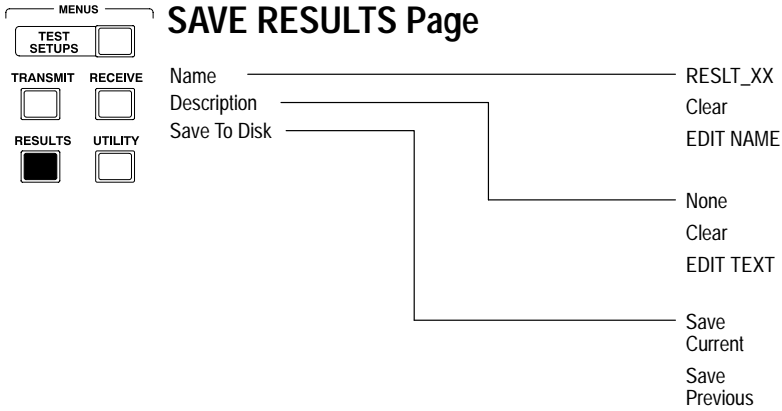 MENUS
TEST
SETUPS
TRANSMIT RECEIVE
RESULTS UTILITY
SAVE RESULTS Page
Name
Description
Save To Disk
RESLT_XX
Clear
EDIT NAME
None
Clear
EDIT TEXT
Save
Current
Save
Previous